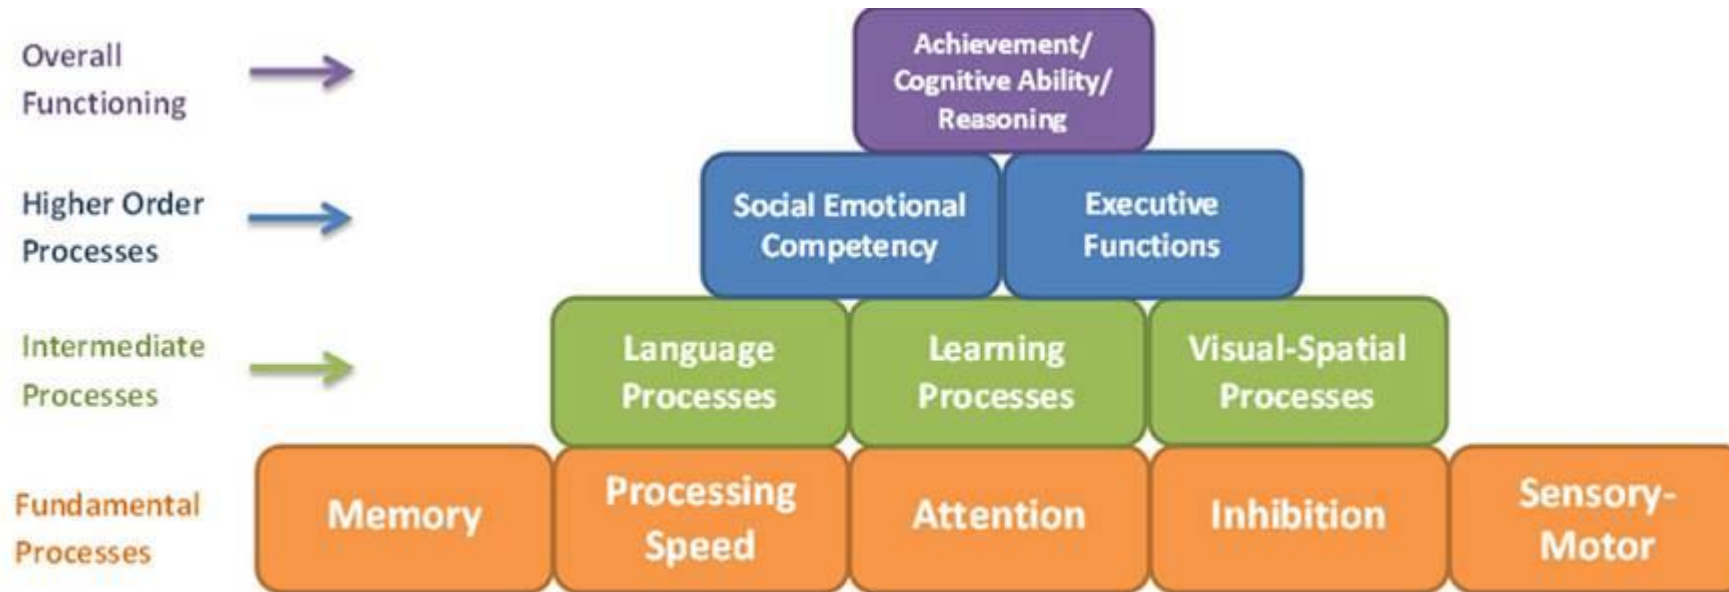 Overall
Functioning
Achievement/
Cognitive Ability/
Reasoning
Higher Order
Processes
Social Emotional
Competency
Executive
Functions
Intermediate
Processes
Language
Processes
Learning
Processes
Visual-Spatial
Processes
Fundamental
Processes
Memory
Processing
Speed
Attention
Inhibition
Sensory-
Motor